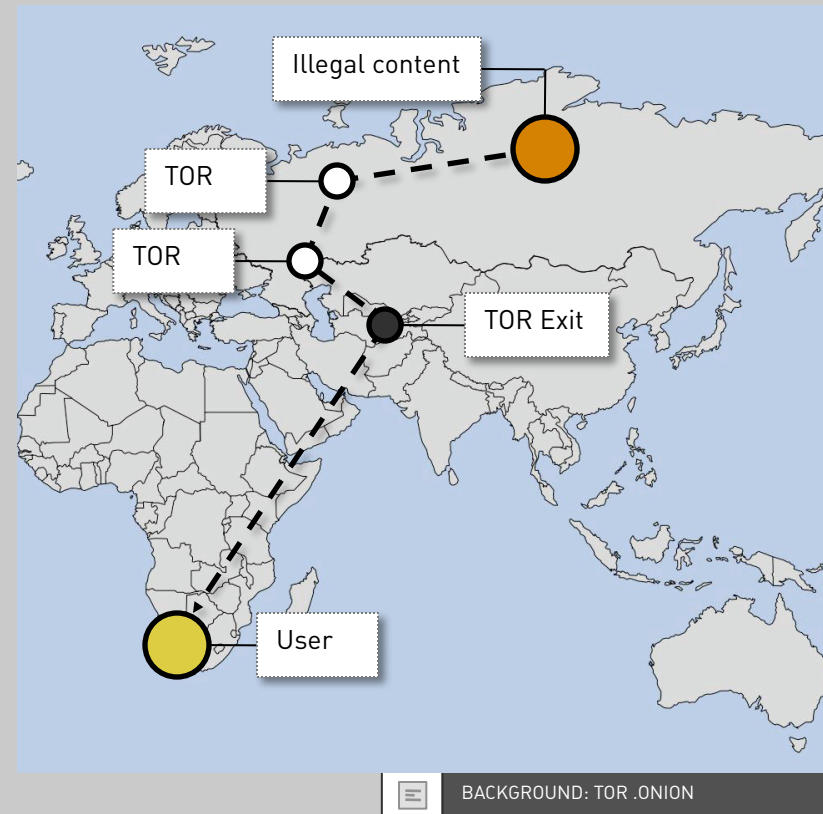 Illegal content
TOR
TOR
TOR Exit
User
BACKGROUND: TOR .ONION